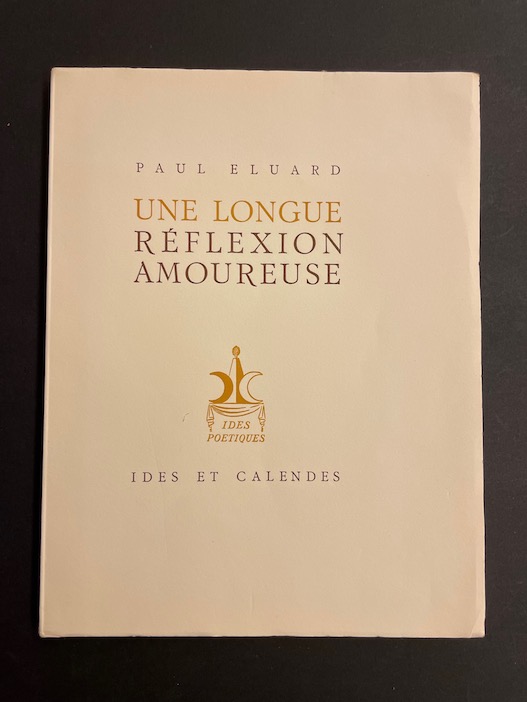 PAUL ELUARD
UNE LONGUE
RÉFLEXION
AMOUREUSE
IDES
POETIQUES
IDES ET CALENDES